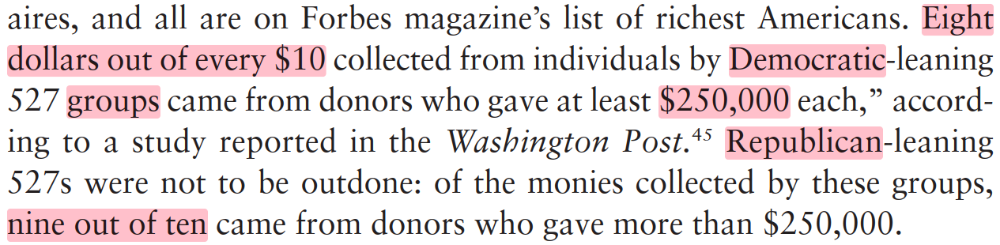 aires, and all are on Forbes magazine’s list of richest Americans. Eight
dollars out of every $10 collected from individuals by Democratic-leaning
527 groups came from donors who gave at least $250,000 each,” accord-
ing to a study reported in the Washington Post.45 Republican-leaning
527s were not to be outdone: of the monies collected by these groups,
nine out of ten came from donors who gave more than $250,000.